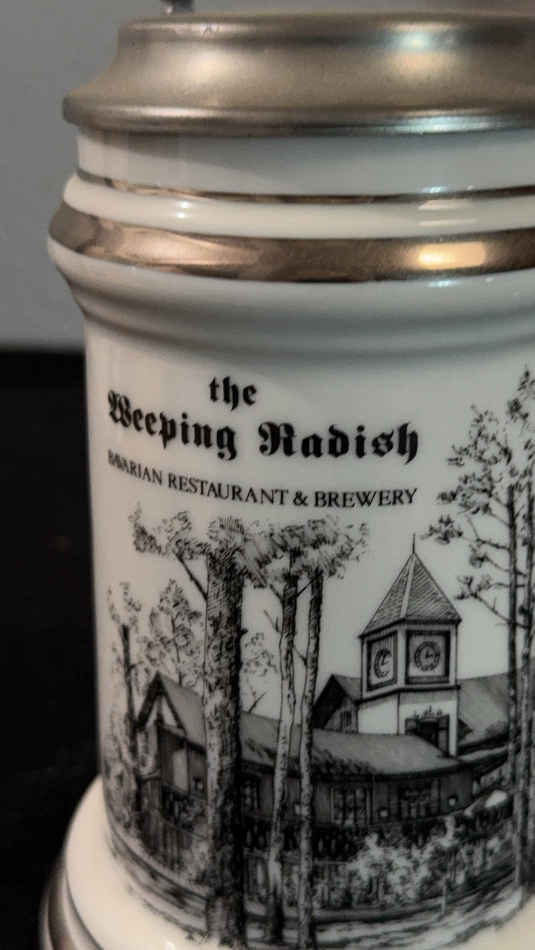 the
Weeping Radish
BAVARIAN RESTAURANT & BREWERY